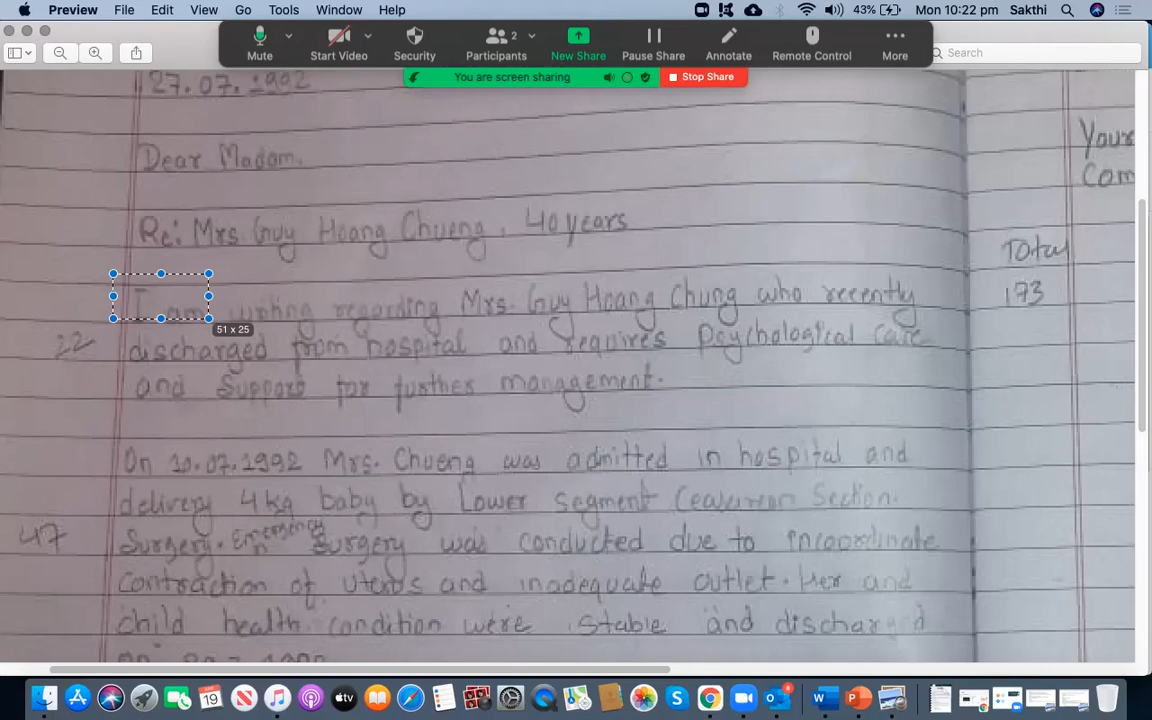 Preview File Edit View Go Tools Window Help 43% Mon 10:22 pm Sakthi
Mute Start Video Security Participants 2 New Share Pause Share Annotate Remote Control More
Search
You are screen sharing Stop Share
27.07.1992
Dear Madam,
Re: Mrs. Guy Hoang Chueng, 40 years
Total
173
I am writing regarding Mrs. Guy Hoang Chung who recently
22 discharged from hospital and requires Psychological Care
and Support for further management.
51 x 25
On 10.07.1992 Mrs. Chueng was admitted in hospital and
delivery 4kg baby by Lower Segment Section.
47 Surgery. Emergency Surgery was conducted due to incoordinate
contraction of uterus and inadequate outlet. Her and
child health condition were stable and discharged
Your
Com
APR
19
tv
W
P
S